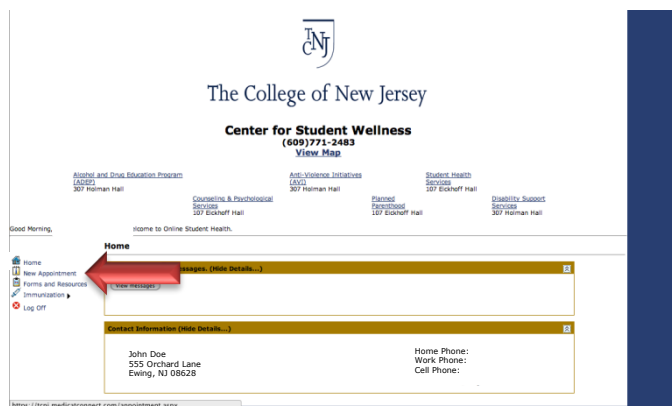 TCNJ
The College of New Jersey
Center for Student Wellness
(609)771-2483
View Map
Alcohol and Drug Education Program
(ADEP)
307 Holman Hall
Anti-Violence Initiatives
(AVI)
307 Holman Hall
Student Health
Services
107 Eickhoff Hall
Counseling & Psychological
Services
107 Eickhoff Hall
Planned
Parenthood
107 Eickhoff Hall
Disability Support
Services
307 Holman Hall
Good Morning, to Online Student Health.
Home
Home
New Appointment
Forms and Resources
Immunization
Log Off
(Hide Details...)
View messages
Contact Information (Hide Details...)
John Doe
555 Orchard Lane
Ewing, NJ 08628
Home Phone:
Work Phone:
Cell Phone:
https://tcnj.medicatconnect.com/appointment.aspx